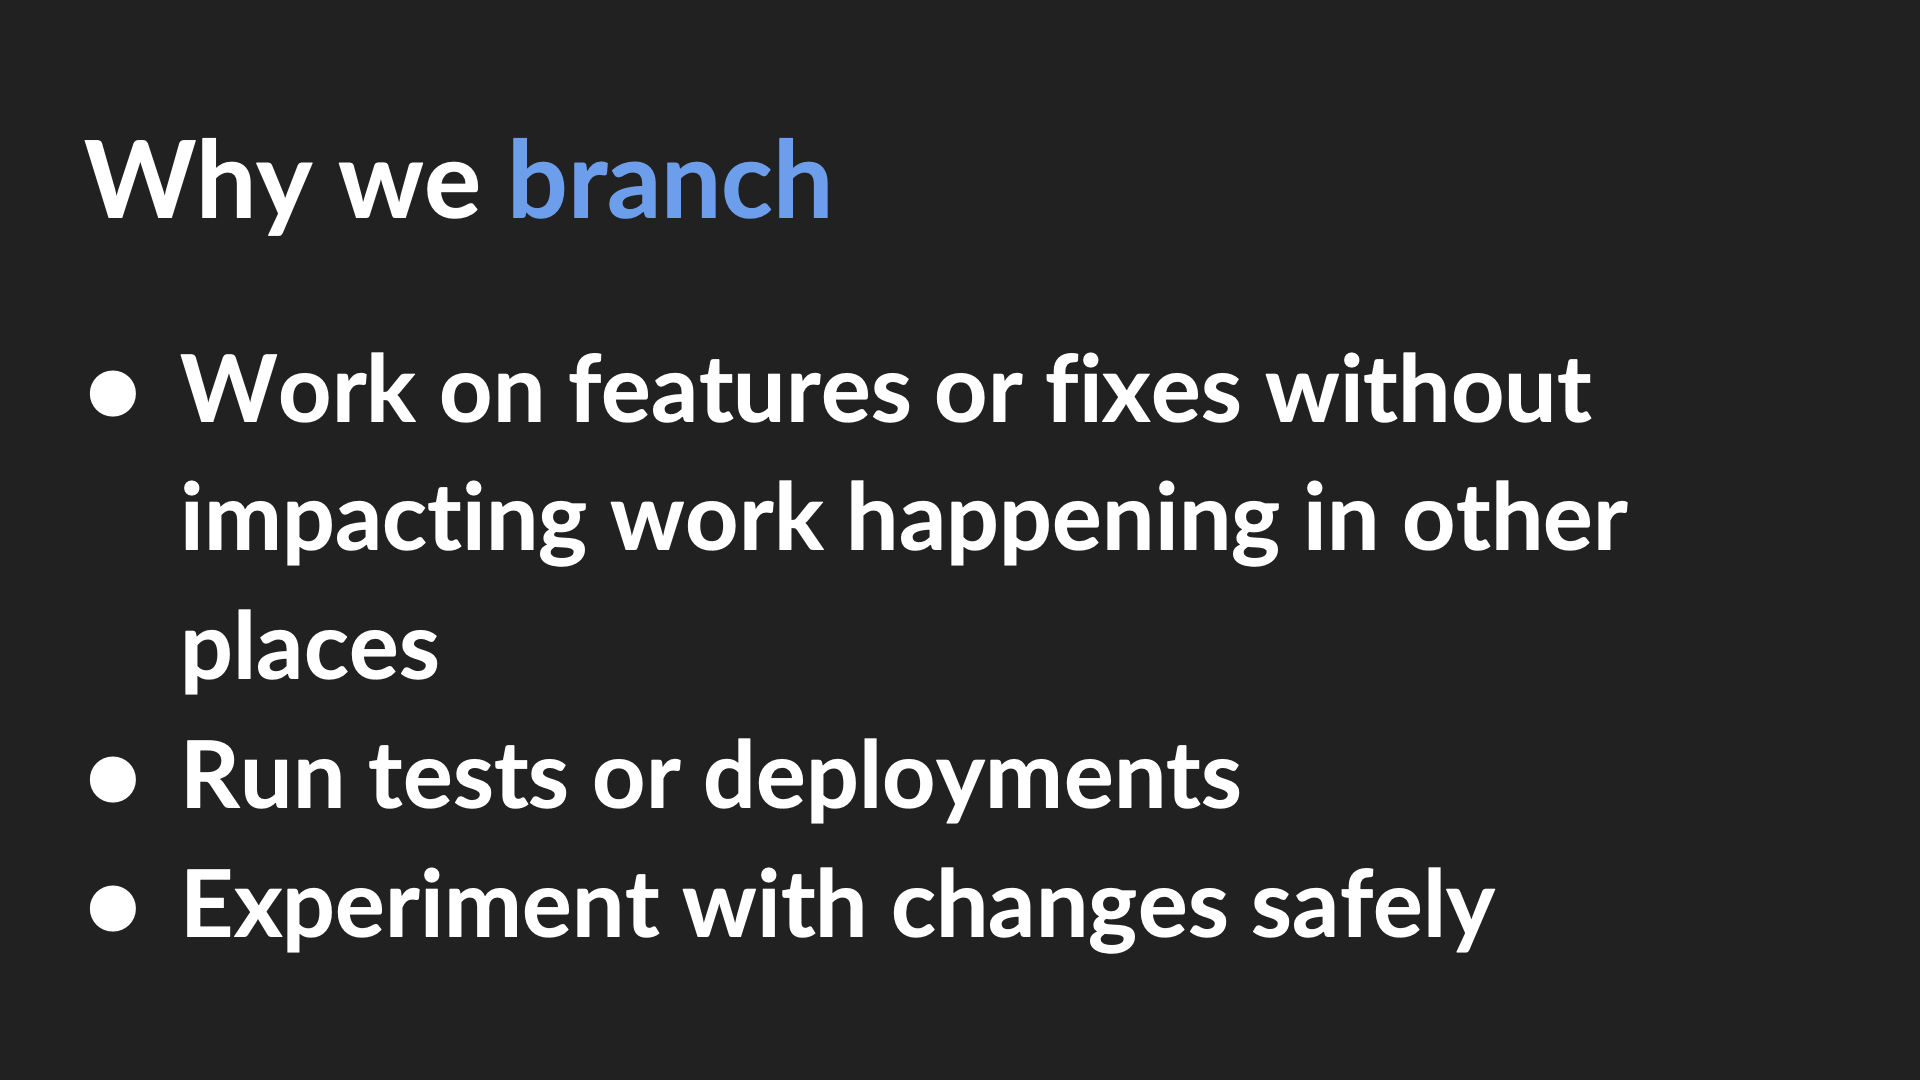 Why we branch
● Work on features or fixes without
impacting work happening in other
places
● Run tests or deployments
● Experiment with changes safely